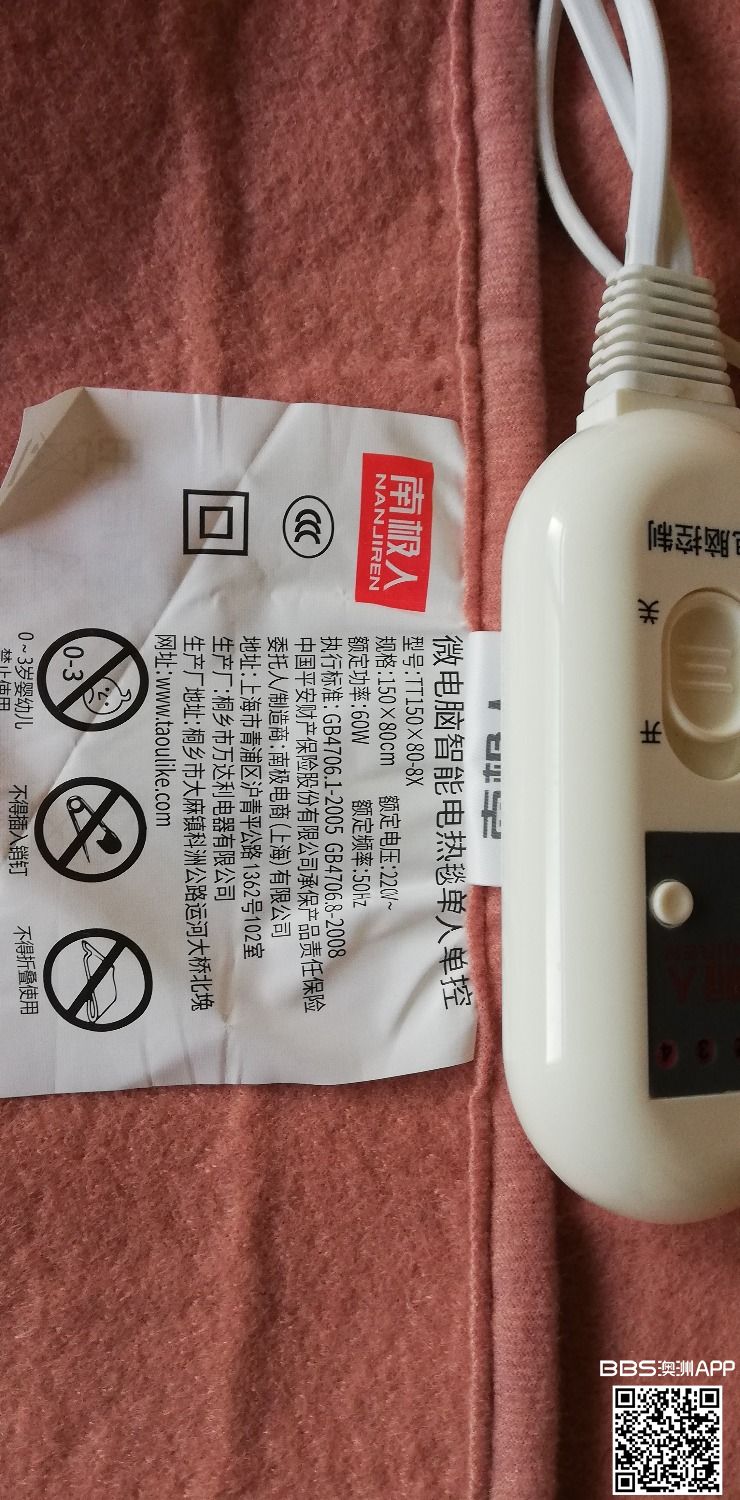 南极人
NANJIREN
微电脑智能电热毯单人单控
型号:TT150×80-8X 额定电压:220V~
规格:150×80cm 额定频率:50Hz
额定功率:60W
执行标准: GB4706.1-2005 GB4706.8-2008
中国平安财产保险股份有限公司承保产品责任保险
委托人/制造商:南极电商(上海)有限公司
地址:上海市青浦区沪青平公路1362号102室
生产厂:桐乡市万达利电器有限公司
生产厂地址:桐乡市大麻镇科洲公路运河大桥北堍
网址:www.taoulike.com
0-3
0~3岁婴幼儿
禁止使用
不得插入销钉
不得折叠使用
脑控制
关
开
3
4
BBS澳洲APP